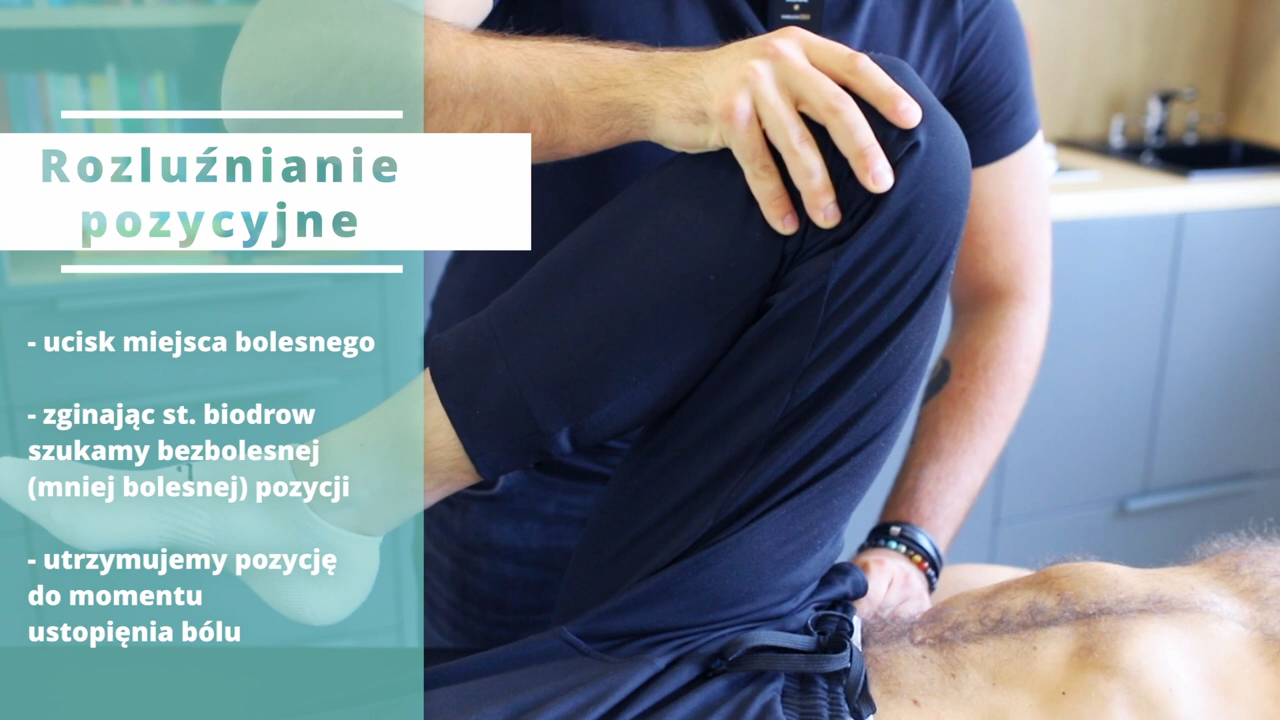 Rozluźnianie
pozycyjne
- ucisk miejsca bolesnego
- zginając st. biodrow
szukamy bezbolesnej
(mniej bolesnej) pozycji
- utrzymujemy pozycję
do momentu
ustopięnia bólu